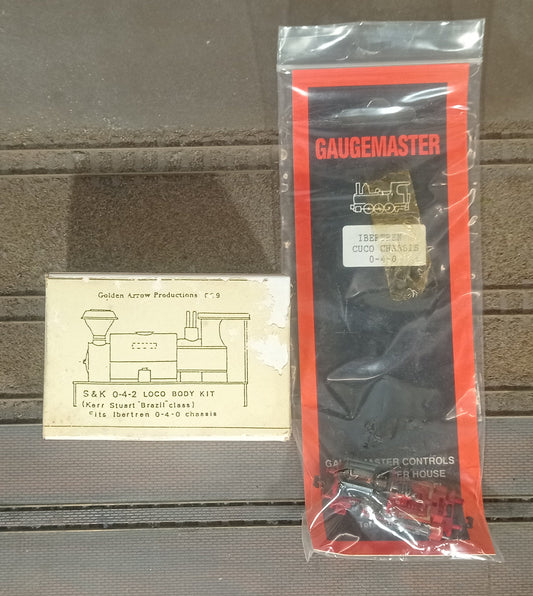 Golden Arrow Productions
S&K 0-4-2 LOCO BODY KIT
(Kerr Stuart "Brazil" class)
Fits Ibertren 0-4-0 chassis
GAUGEMASTER
IBERTREN
CUCO CHASSIS
0-4-0
CONTROLS
HOUSE